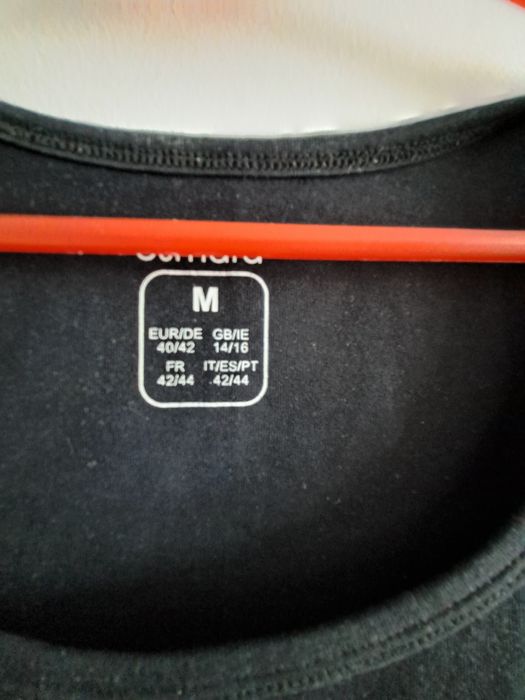 M
EUR/DE GB/IE
40/42 14/16
FR IT/ES/PT
42/44 42/44